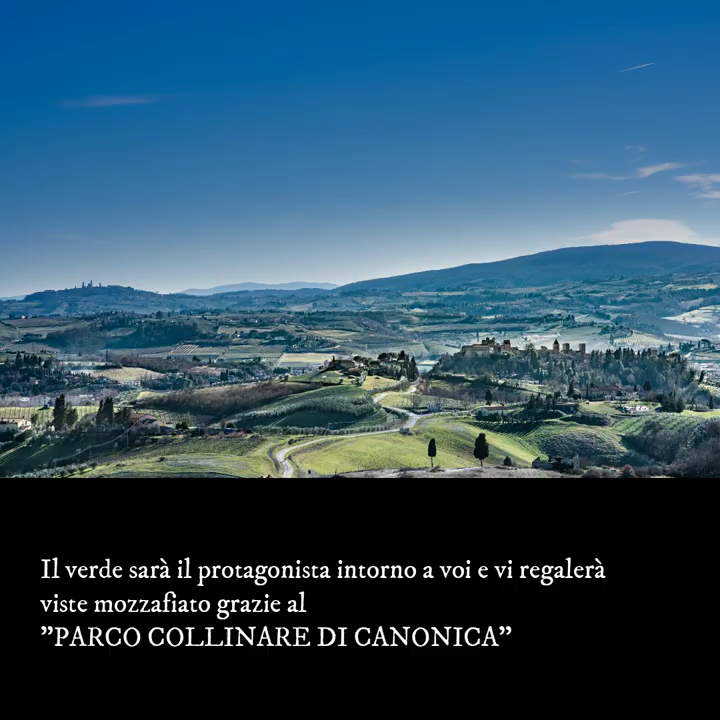 Il verde sarà il protagonista intorno a voi e vi regalerà
viste mozzafiato grazie al
"PARCO COLLINARE DI CANONICA"